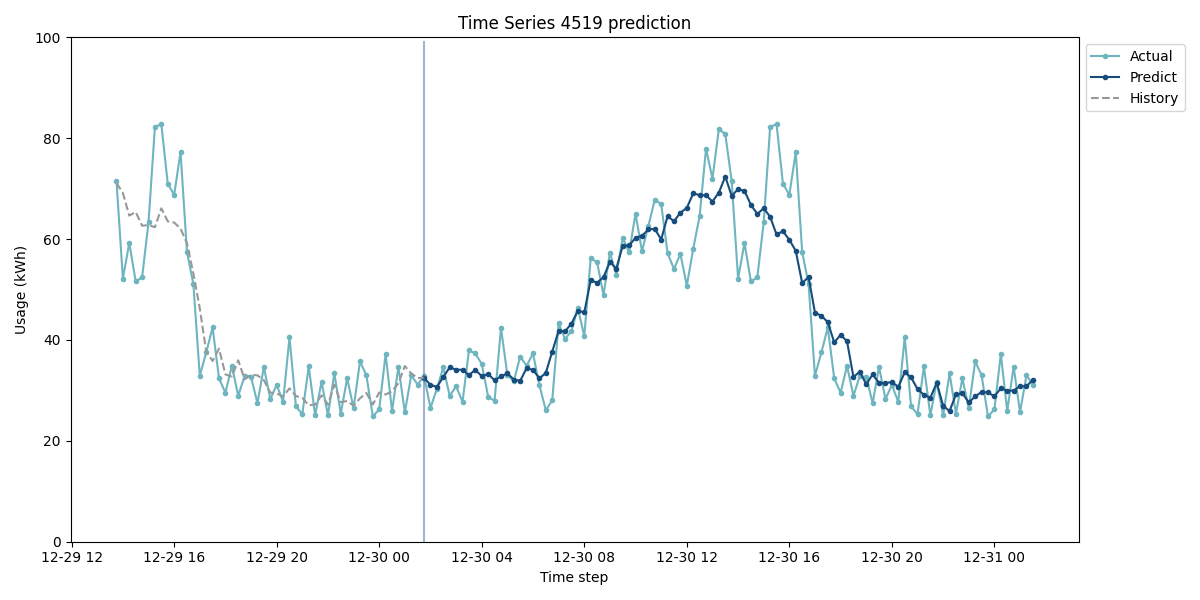 Time Series 4519 prediction
100
80
60
40
20
0
Usage (kWh)
12-29 12
12-29 16
12-29 20
12-30 00
12-30 04
12-30 08
12-30 12
12-30 16
12-30 20
12-31 00
Time step
Actual
Predict
History